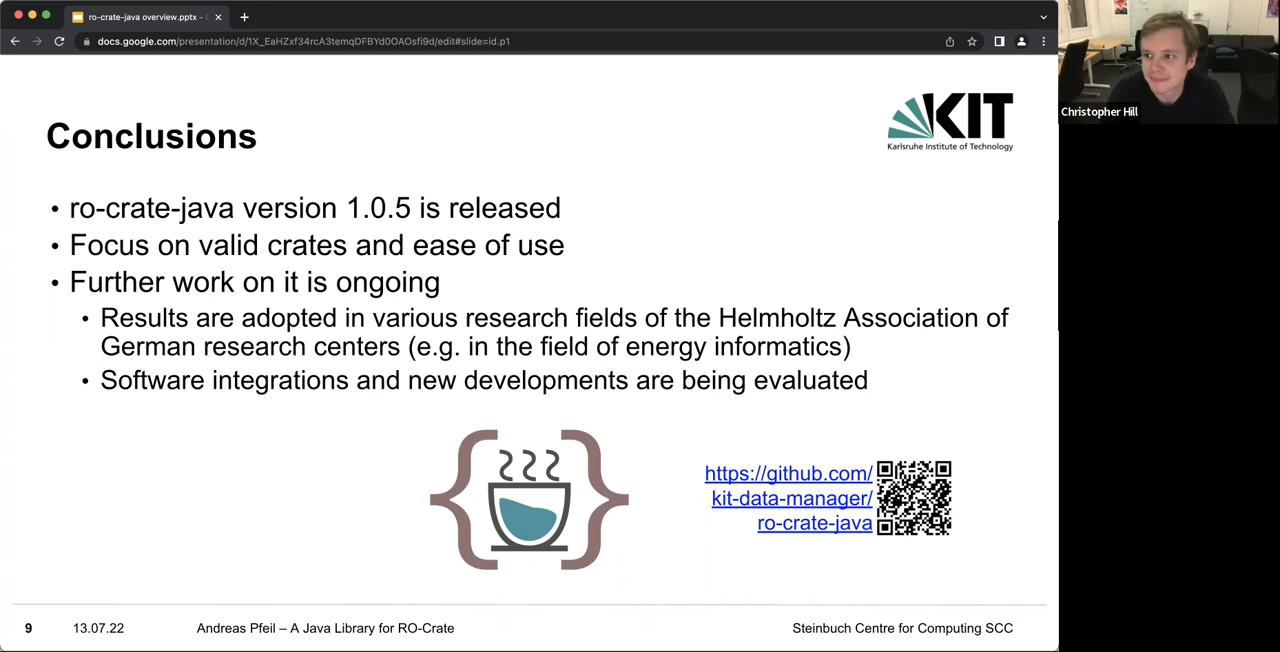 ro-crate-java overview.pptx - G
docs.google.com/presentation/d/1X_EaHZxf34rcA3temqDFBYd0OAOsfi9d/edit#slide=id.p1
Christopher Hill
KIT
Karlsruhe Institute of Technology
Conclusions
• ro-crate-java version 1.0.5 is released
• Focus on valid crates and ease of use
• Further work on it is ongoing
• Results are adopted in various research fields of the Helmholtz Association of
German research centers (e.g. in the field of energy informatics)
• Software integrations and new developments are being evaluated
https://github.com/
kit-data-manager/
ro-crate-java
9 13.07.22 Andreas Pfeil – A Java Library for RO-Crate Steinbuch Centre for Computing SCC